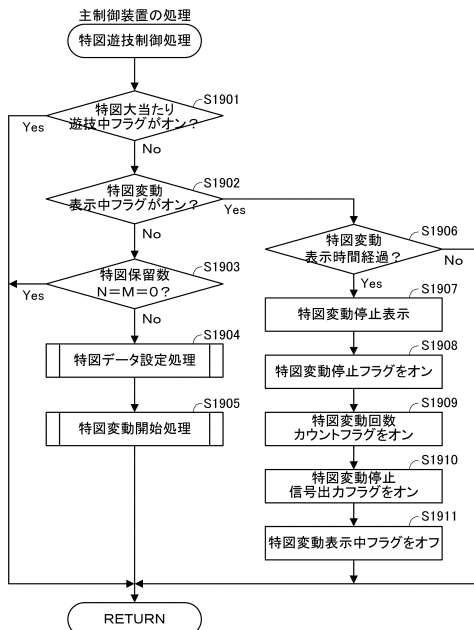 主制御装置の処理
特図遊技制御処理
S1901
特図大当たり
遊技中フラグがオン?
Yes
No
S1902
特図変動
表示中フラグがオン?
Yes
No
S1903
特図保留数
N=M=0?
Yes
No
S1904
特図データ設定処理
S1905
特図変動開始処理
S1906
特図変動
表示時間経過?
No
Yes
S1907
特図変動停止表示
S1908
特図変動停止フラグをオン
S1909
特図変動回数
カウントフラグをオン
S1910
特図変動停止
信号出力フラグをオン
S1911
特図変動表示中フラグをオフ
RETURN